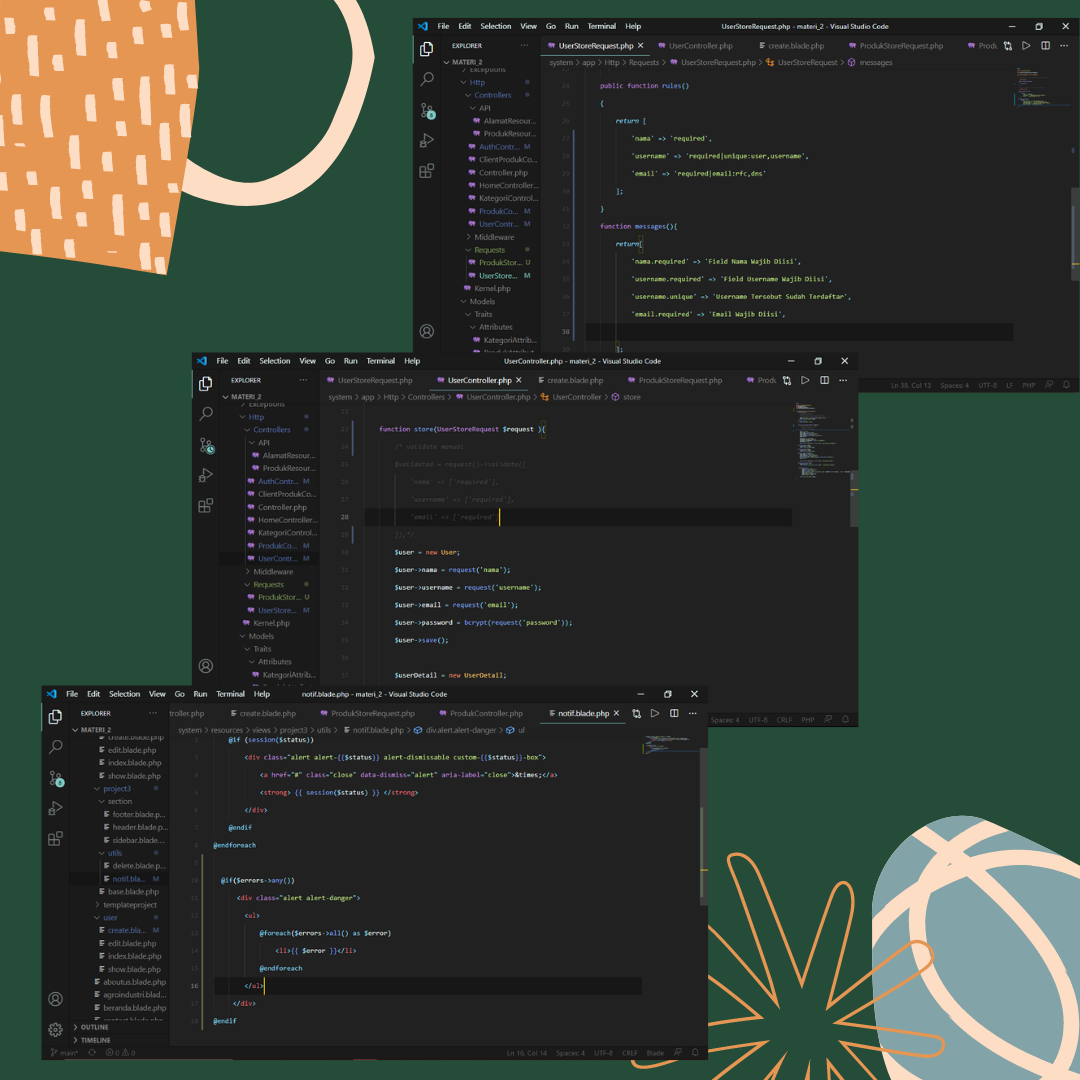 File Edit Selection View Go Run Terminal Help UserStoreRequest.php - materi_2 - Visual Studio Code
EXPLORER ··· UserStoreRequest.php UserController.php create.blade.php ProdukStoreRequest.php Produ
MATERI_2 system > app > Http > Requests > UserStoreRequest.php > UserStoreRequest > messages
Exceptions
Http
Controllers
API
AlamatResour...
ProdukResour...
AuthContr... M
ClientProdukCo...
Controller.php
HomeController...
KategoriControl...
ProdukCo... M
UserContr... M
Middleware
Requests
ProdukStor... U
UserStore... M
Kernel.php
Models
Traits
Attributes
KategoriAttrib...
24 public function rules()
25 {
26 return [
27 'nama' => 'required',
28 'username' => 'required|unique:user,username',
29 'email' => 'required|email:rfc,dns'
30 ];
31 }
32 function messages(){
33 return[
34 'nama.required' => 'Field Nama Wajib Diisi',
35 'username.required' => 'Field Username Wajib Diisi',
36 'username.unique' => 'Username Tersebut Sudah Terdaftar',
37 'email.required' => 'Email Wajib Diisi',
38
39 ];
Ln 38, Col 13 Spaces: 4 UTF-8 LF PHP
File Edit Selection View Go Run Terminal Help UserController.php - materi_2 - Visual Studio Code
EXPLORER ··· UserStoreRequest.php UserController.php create.blade.php ProdukStoreRequest.php Produ
MATERI_2 system > app > Http > Controllers > UserController.php > UserController > store
Exceptions
Http
Controllers
API
AlamatResour...
ProdukResour...
AuthContr... M
ClientProdukCo...
Controller.php
HomeController...
KategoriControl...
ProdukCo... M
UserContr... M
Middleware
Requests
ProdukStor... U
UserStore... M
Kernel.php
Models
Traits
Attributes
KategoriAttrib...
22
23 function store(UserStoreRequest $request ){
24 /* validate manual
25 $validated = request()->validate([
26 'nama' => ['required'],
27 'username' => ['required'],
28 'email' => ['required']
29 ]);*/
30 $user = new User;
31 $user->nama = request('nama');
32 $user->username = request('username');
33 $user->email = request('email');
34 $user->password = bcrypt(request('password'));
35 $user->save();
36
37 $userDetail = new UserDetail;
Spaces: 4 UTF-8 CRLF PHP
File Edit Selection View Go Run Terminal Help notif.blade.php - materi_2 - Visual Studio Code
EXPLORER ··· troller.php create.blade.php ProdukStoreRequest.php ProdukController.php notif.blade.php
MATERI_2 system > resources > views > project3 > utils > notif.blade.php > div.alert.alert-danger > ul
create.blade.php
edit.blade.php
index.blade.php
show.blade.php
project3
section
footer.blade.p...
header.blade.p...
sidebar.blade....
utils
delete.blade.p...
notif.bla... M
base.blade.php
templateproject
user
create.bla... M
edit.blade.php
index.blade.php
show.blade.php
aboutus.blade.php
agroindustri.blad...
beranda.blade.php
contact.blade.php
OUTLINE
TIMELINE
2 @if (session($status))
3 <div class="alert alert-{{$status}} alert-dismissable custom-{{$status}}-box">
4 <a href="#" class="close" data-dismiss="alert" aria-label="close">&times;</a>
5 <strong> {{ session($status) }} </strong>
6 </div>
7 @endif
8 @endforeach
9
10 @if($errors->any())
11 <div class="alert alert-danger">
12 <ul>
13 @foreach($errors->all() as $error)
14 <li>{{ $error }}</li>
15 @endforeach
16 </ul>
17 </div>
18 @endif
main* 0 0 Ln 16, Col 14 Spaces: 4 UTF-8 CRLF Blade